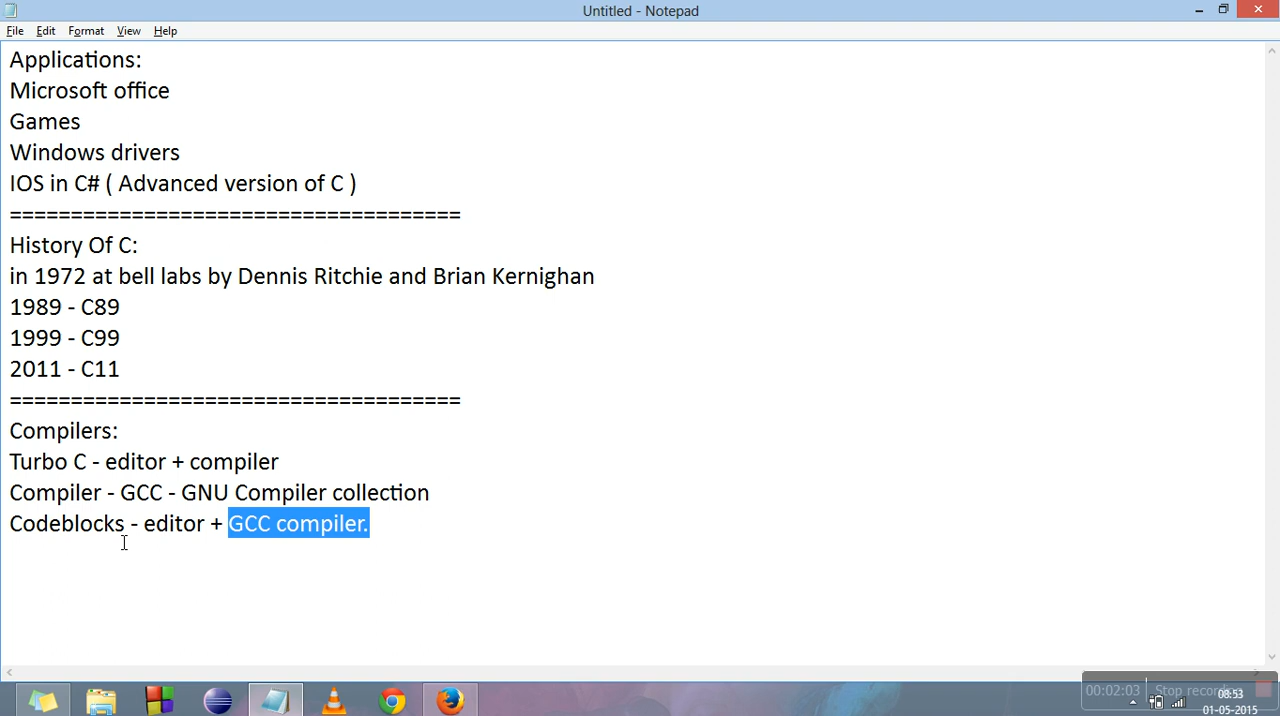 Untitled - Notepad
File Edit Format View Help
Applications:
Microsoft office
Games
Windows drivers
IOS in C# ( Advanced version of C )
=====================================
History Of C:
in 1972 at bell labs by Dennis Ritchie and Brian Kernighan
1989 - C89
1999 - C99
2011 - C11
=====================================
Compilers:
Turbo C - editor + compiler
Compiler - GCC - GNU Compiler collection
Codeblocks - editor + GCC compiler.
00:02:03 Stop recor
08:53
01-05-2015